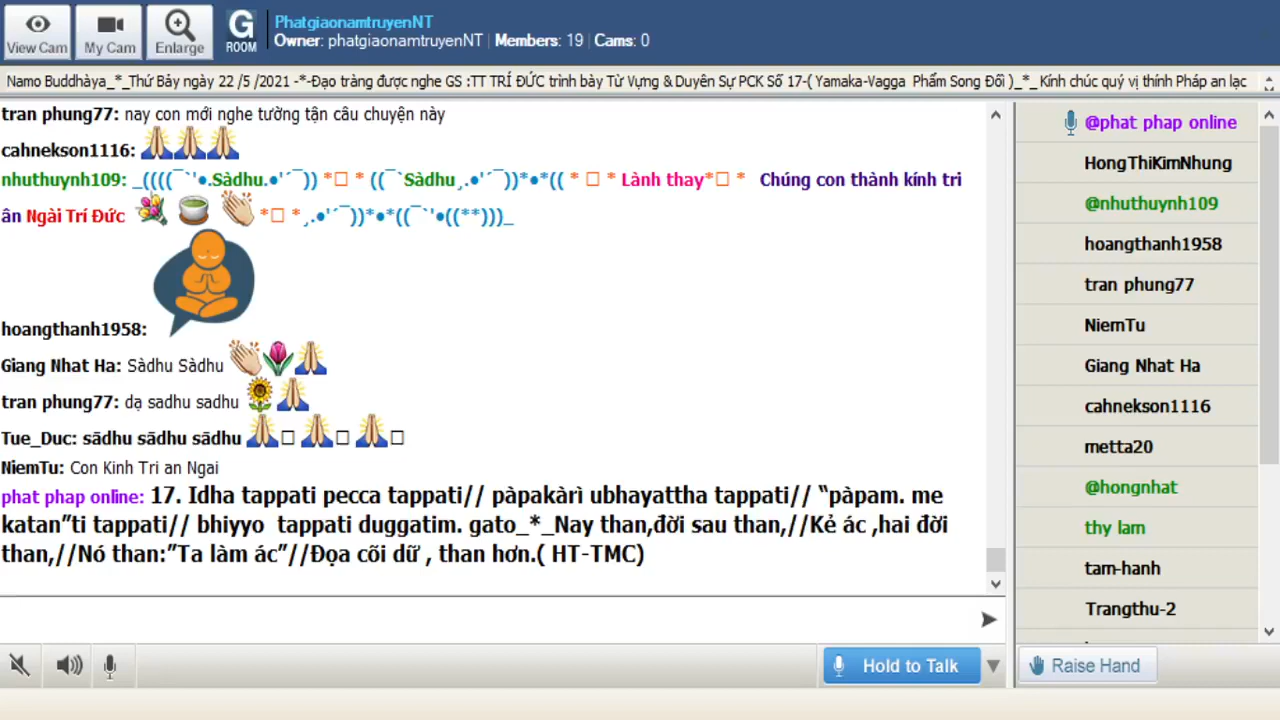 View Cam
My Cam
Enlarge
G
ROOM
PhatgiaonamtruyenNT
Owner: phatgiaonamtruyenNT | Members: 19 | Cams: 0
Namo Buddhàya_*_Thứ Bảy ngày 22 /5 /2021 -*-Đạo tràng được nghe GS :TT TRÍ ĐỨC trình bày Từ Vựng & Duyên Sự PCK Số 17-( Yamaka-Vagga Phẩm Song Đối )_*_ Kính chúc quý vị thính Pháp an lạc
tran phung77: nay con mới nghe tường tận câu chuyện này
cahnekson1116: 🙏🙏🙏
nhuthuynh109: _((((¯`'●.Sàdhu.●'´¯)) *□ * ((¯`Sàdhu¸.●'´¯))*●*(( * □ * Lành thay*□ * Chúng con thành kính tri
ân Ngài Trí Đức 💐 🍵 👏 *□ *¸.●'´¯))*●*((¯`'●((**)))_
hoangthanh1958:
Giang Nhat Ha: Sàdhu Sàdhu 👏🌷🙏
tran phung77: dạ sadhu sadhu 🌻🙏
Tue_Duc: sādhu sādhu sādhu 🙏□ 🙏□ 🙏□
NiemTu: Con Kinh Tri an Ngai
phat phap online: 17. Idha tappati pecca tappati// pàpakàrì ubhayattha tappati// “pàpam. me
katan”ti tappati// bhiyyo tappati duggatim. gato_*_Nay than,đời sau than,//Kẻ ác ,hai đời
than,//Nó than:”Ta làm ác”//Đọa cõi dữ , than hơn.( HT-TMC)
Hold to Talk
@phat phap online
HongThiKimNhung
@nhuthuynh109
hoangthanh1958
tran phung77
NiemTu
Giang Nhat Ha
cahnekson1116
metta20
@hongnhat
thy lam
tam-hanh
Trangthu-2
Raise Hand